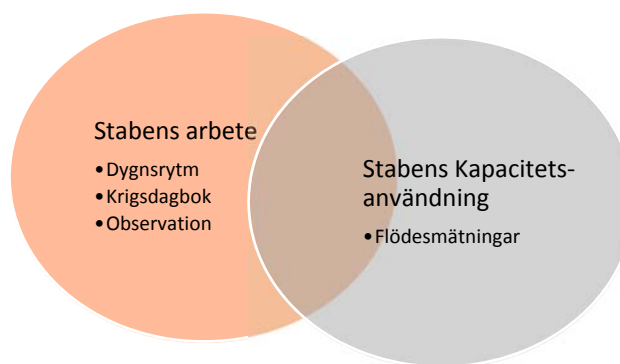 Stabens arbete
•Dygnsrytm
•Krigsdagbok
•Observation
Stabens Kapacitets-
användning
•Flödesmätningar